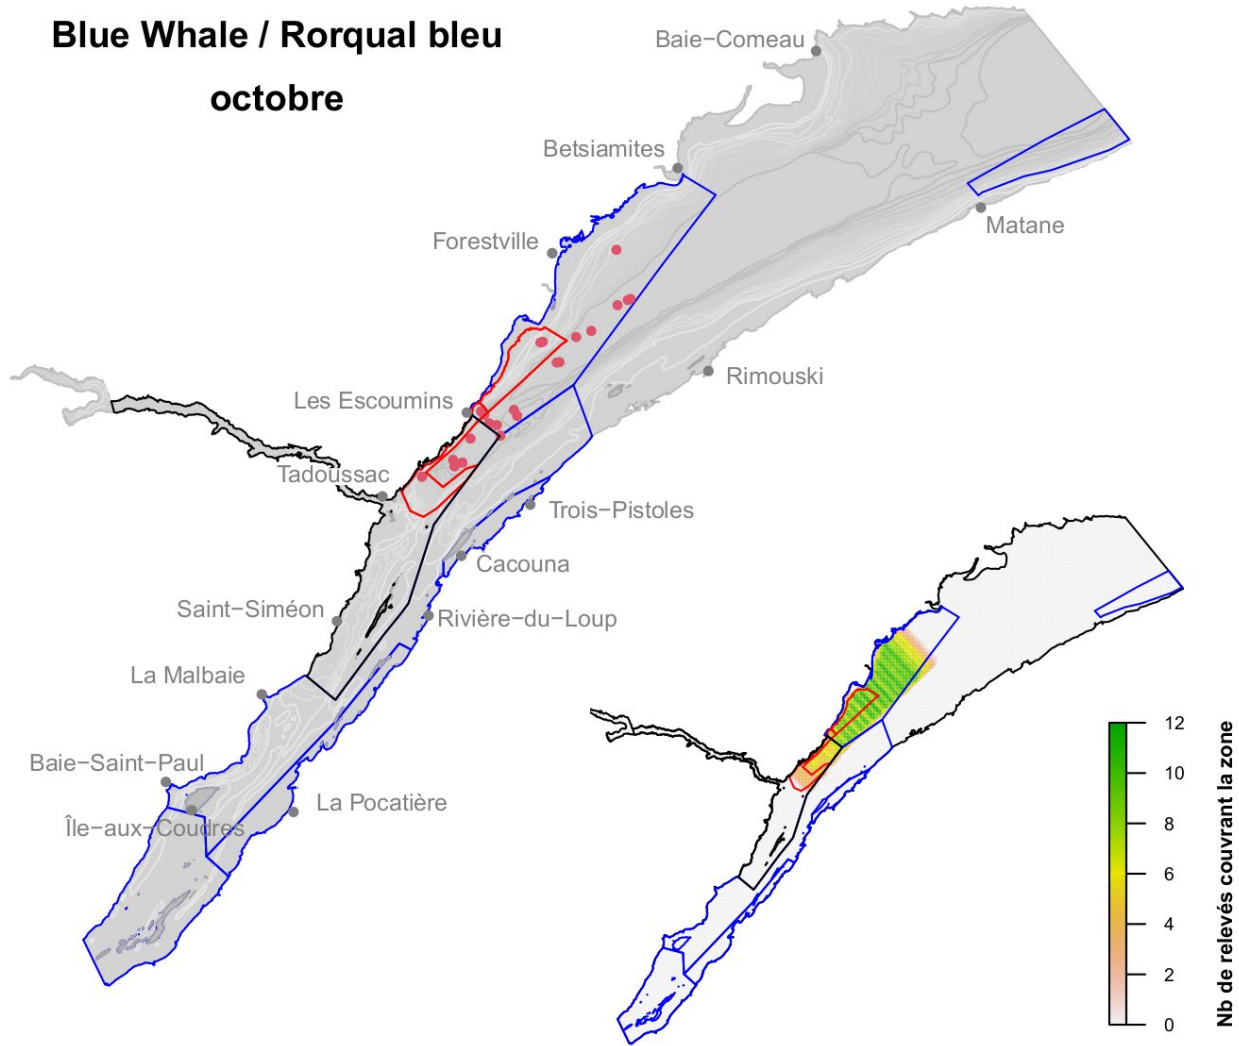 Blue Whale / Rorqual bleu
octobre
Baie−Comeau
Betsiamites
Forestville
Matane
Rimouski
Les Escoumins
Tadoussac
Trois−Pistoles
Cacouna
Saint−Siméon
Rivière−du−Loup
La Malbaie
Baie−Saint−Paul
La Pocatière
Île−aux−Coudres
12
10
8
6
4
2
0
Nb de relevés couvrant la zone